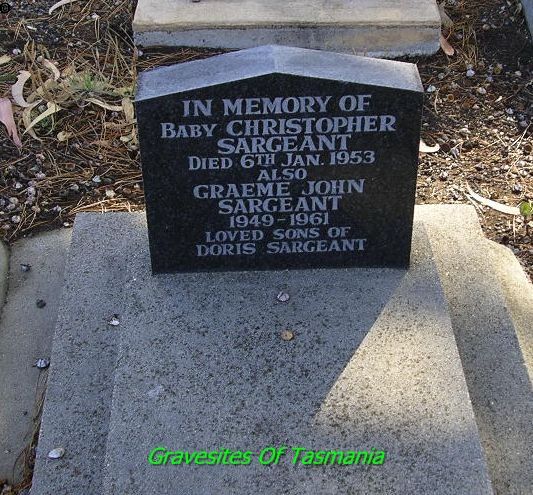 IN MEMORY OF
BABY CHRISTOPHER
SARGEANT
DIED 6TH JAN. 1953
ALSO
GRAEME JOHN
SARGEANT
1949-1961
LOVED SONS OF
DORIS SARGEANT
Gravesites Of Tasmania